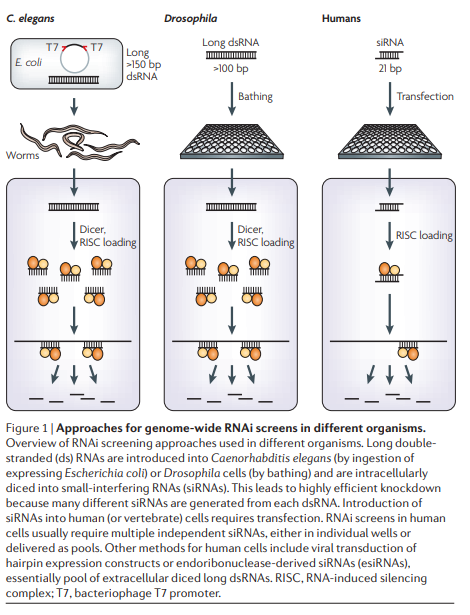 C. elegans
Drosophila
Humans
T7
T7
E. coli
Long
>150 bp
dsRNA
Long dsRNA
>100 bp
siRNA
21 bp
Bathing
Transfection
Worms
Dicer,
RISC loading
Dicer,
RISC loading
RISC loading
Figure 1 | Approaches for genome-wide RNAi screens in different organisms.
Overview of RNAi screening approaches used in different organisms. Long double-
stranded (ds) RNAs are introduced into Caenorhabditis elegans (by ingestion of
expressing Escherichia coli) or Drosophila cells (by bathing) and are intracellularly
diced into small-interfering RNAs (siRNAs). This leads to highly efficient knockdown
because many different siRNAs are generated from each dsRNA. Introduction of
siRNAs into human (or vertebrate) cells requires transfection. RNAi screens in human
cells usually require multiple independent siRNAs, either in individual wells or
delivered as pools. Other methods for human cells include viral transduction of
hairpin expression constructs or endoribonuclease-derived siRNAs (esiRNAs),
essentially pool of extracellular diced long dsRNAs. RISC, RNA-induced silencing
complex; T7, bacteriophage T7 promoter.